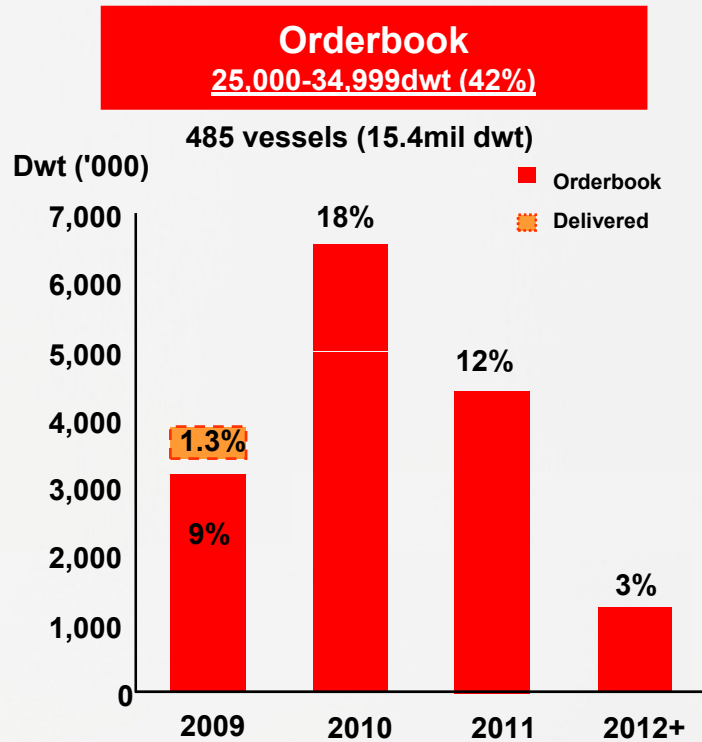 Orderbook
25,000-34,999dwt (42%)
485 vessels (15.4mil dwt)
Dwt ('000)
Orderbook
Delivered
7,000
6,000
5,000
4,000
3,000
2,000
1,000
0
18%
12%
1.3%
9%
3%
2009
2010
2011
2012+